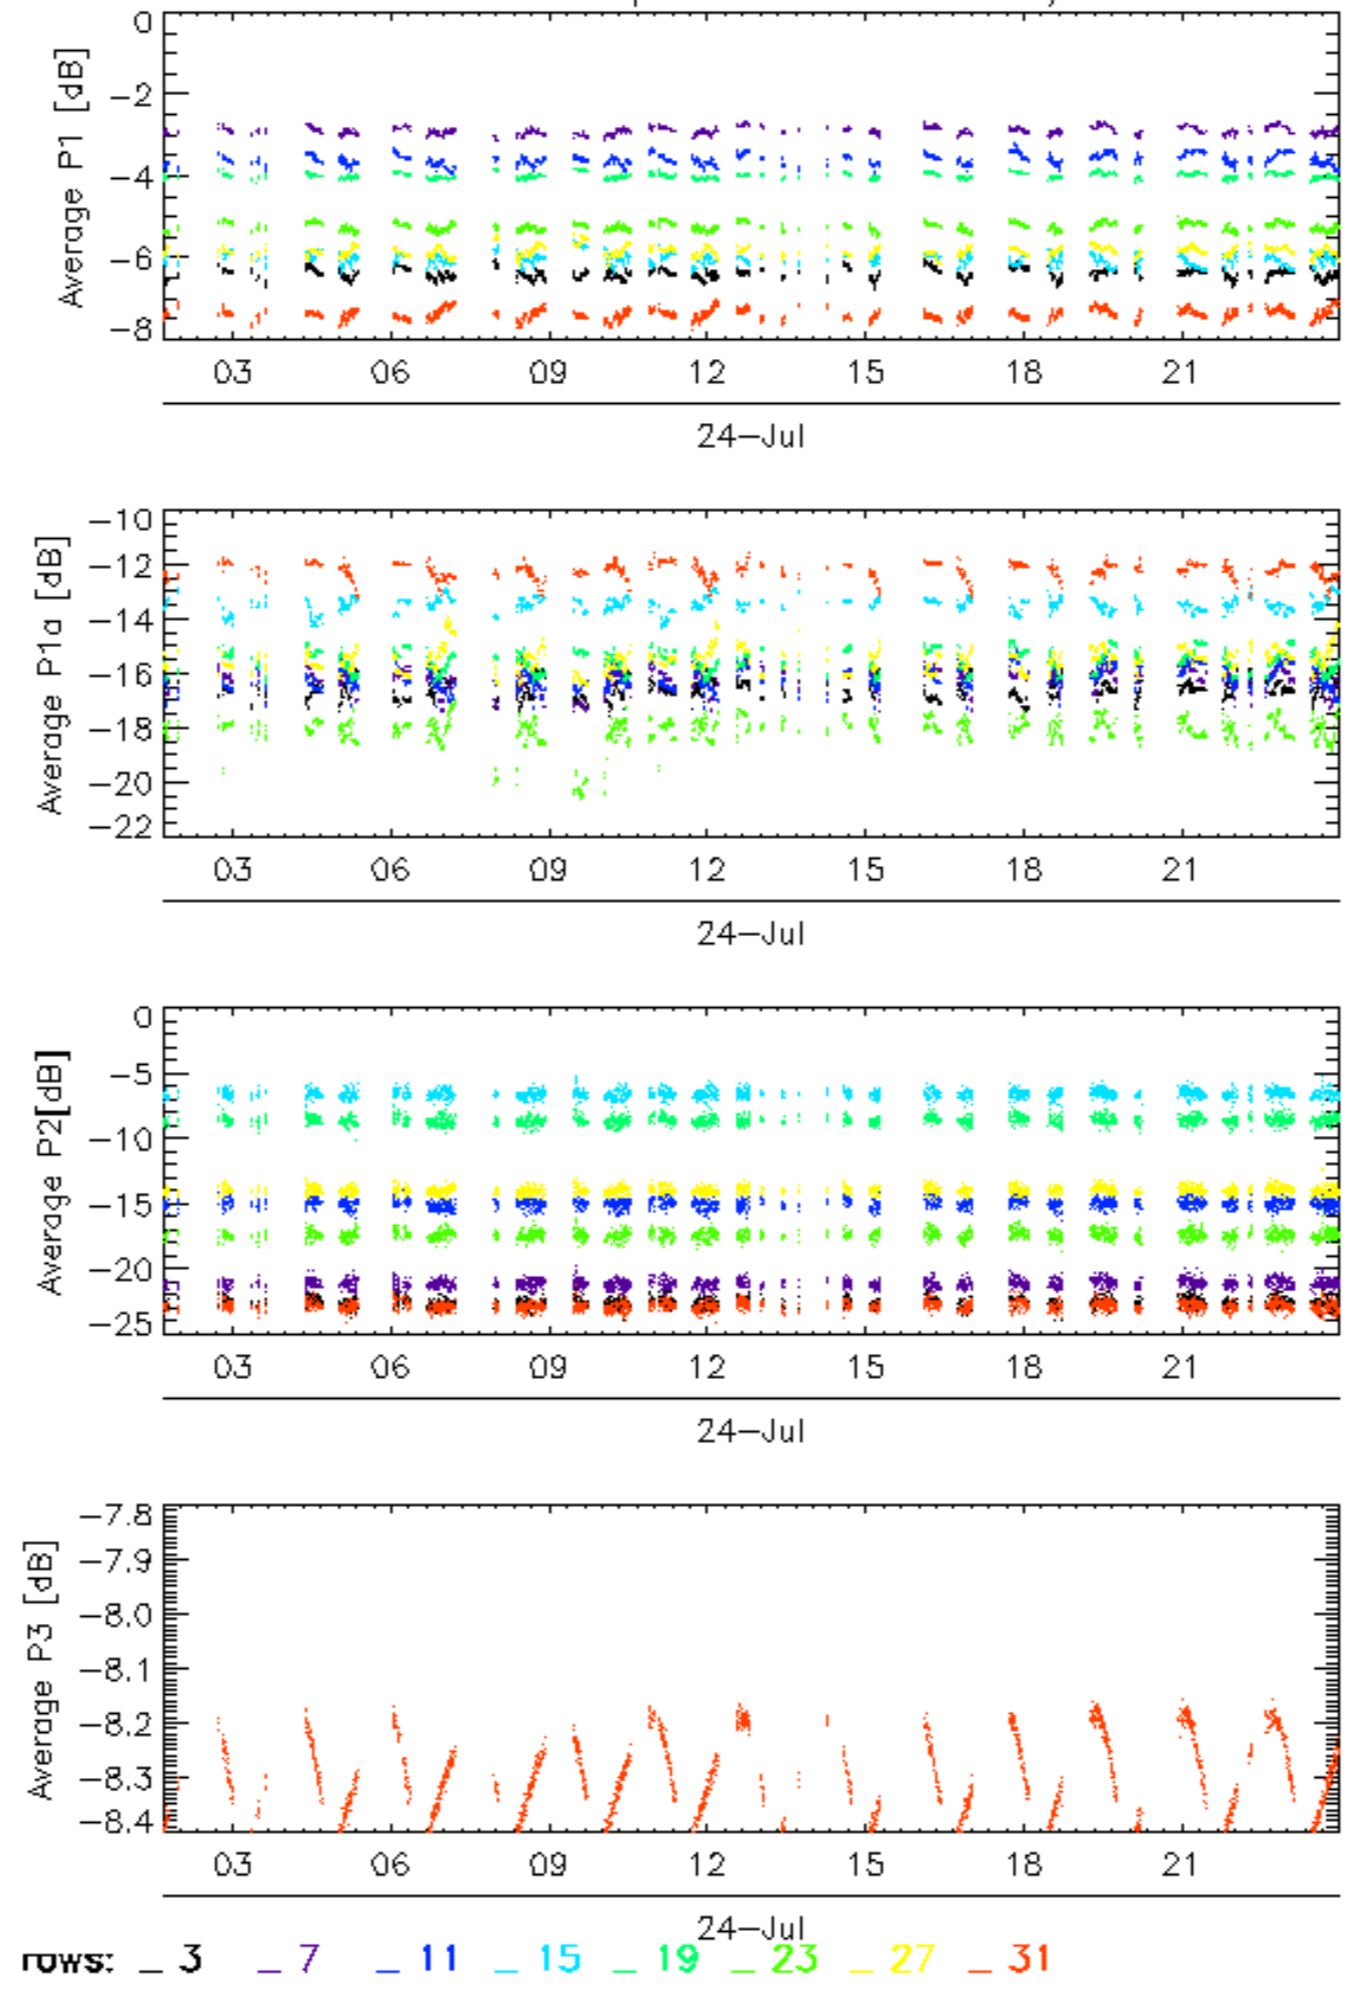 0
−2
−4
−6
−8
Average P1 [dB]
03 06 09 12 15 18 21
24−Jul
−10
−12
−14
−16
−18
−20
−22
Average P1a [dB]
03 06 09 12 15 18 21
24−Jul
0
−5
−10
−15
−20
−25
Average P2[dB]
03 06 09 12 15 18 21
24−Jul
−7.8
−7.9
−8.0
−8.1
−8.2
−8.3
−8.4
Average P3 [dB]
03 06 09 12 15 18 21
24−Jul
rows: _ 3 _ 7 _ 11 _ 15 _ 19 _ 23 _ 27 _ 31